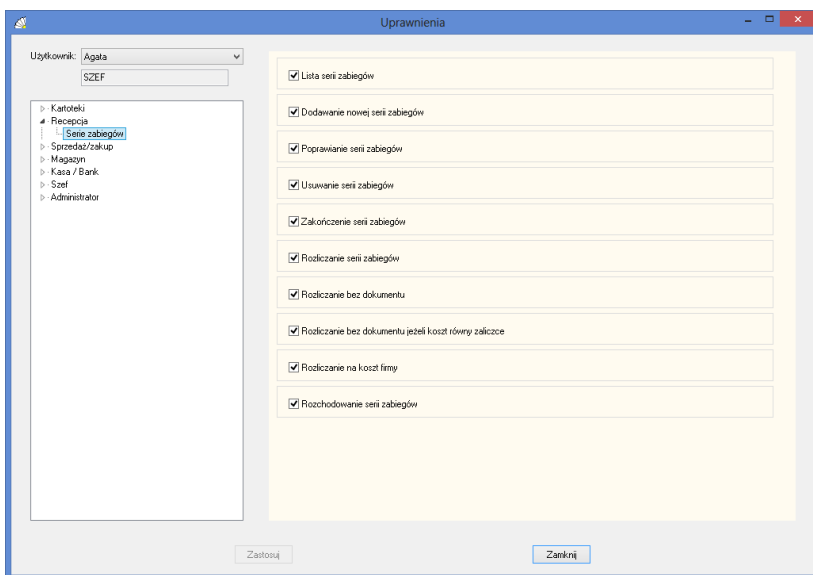 Uprawnienia
Użytkownik: Agata
SZEF
Kartoteki
Recepcja
Serie zabiegów
Sprzedaż/zakup
Magazyn
Kasa / Bank
Szef
Administrator
Lista serii zabiegów
Dodawanie nowej serii zabiegów
Poprawianie serii zabiegów
Usuwanie serii zabiegów
Zakończenie serii zabiegów
Rozliczanie serii zabiegów
Rozliczanie bez dokumentu
Rozliczanie bez dokumentu jeżeli koszt równy zaliczce
Rozliczanie na koszt firmy
Rozchodowanie serii zabiegów
Zastosuj
Zamknij